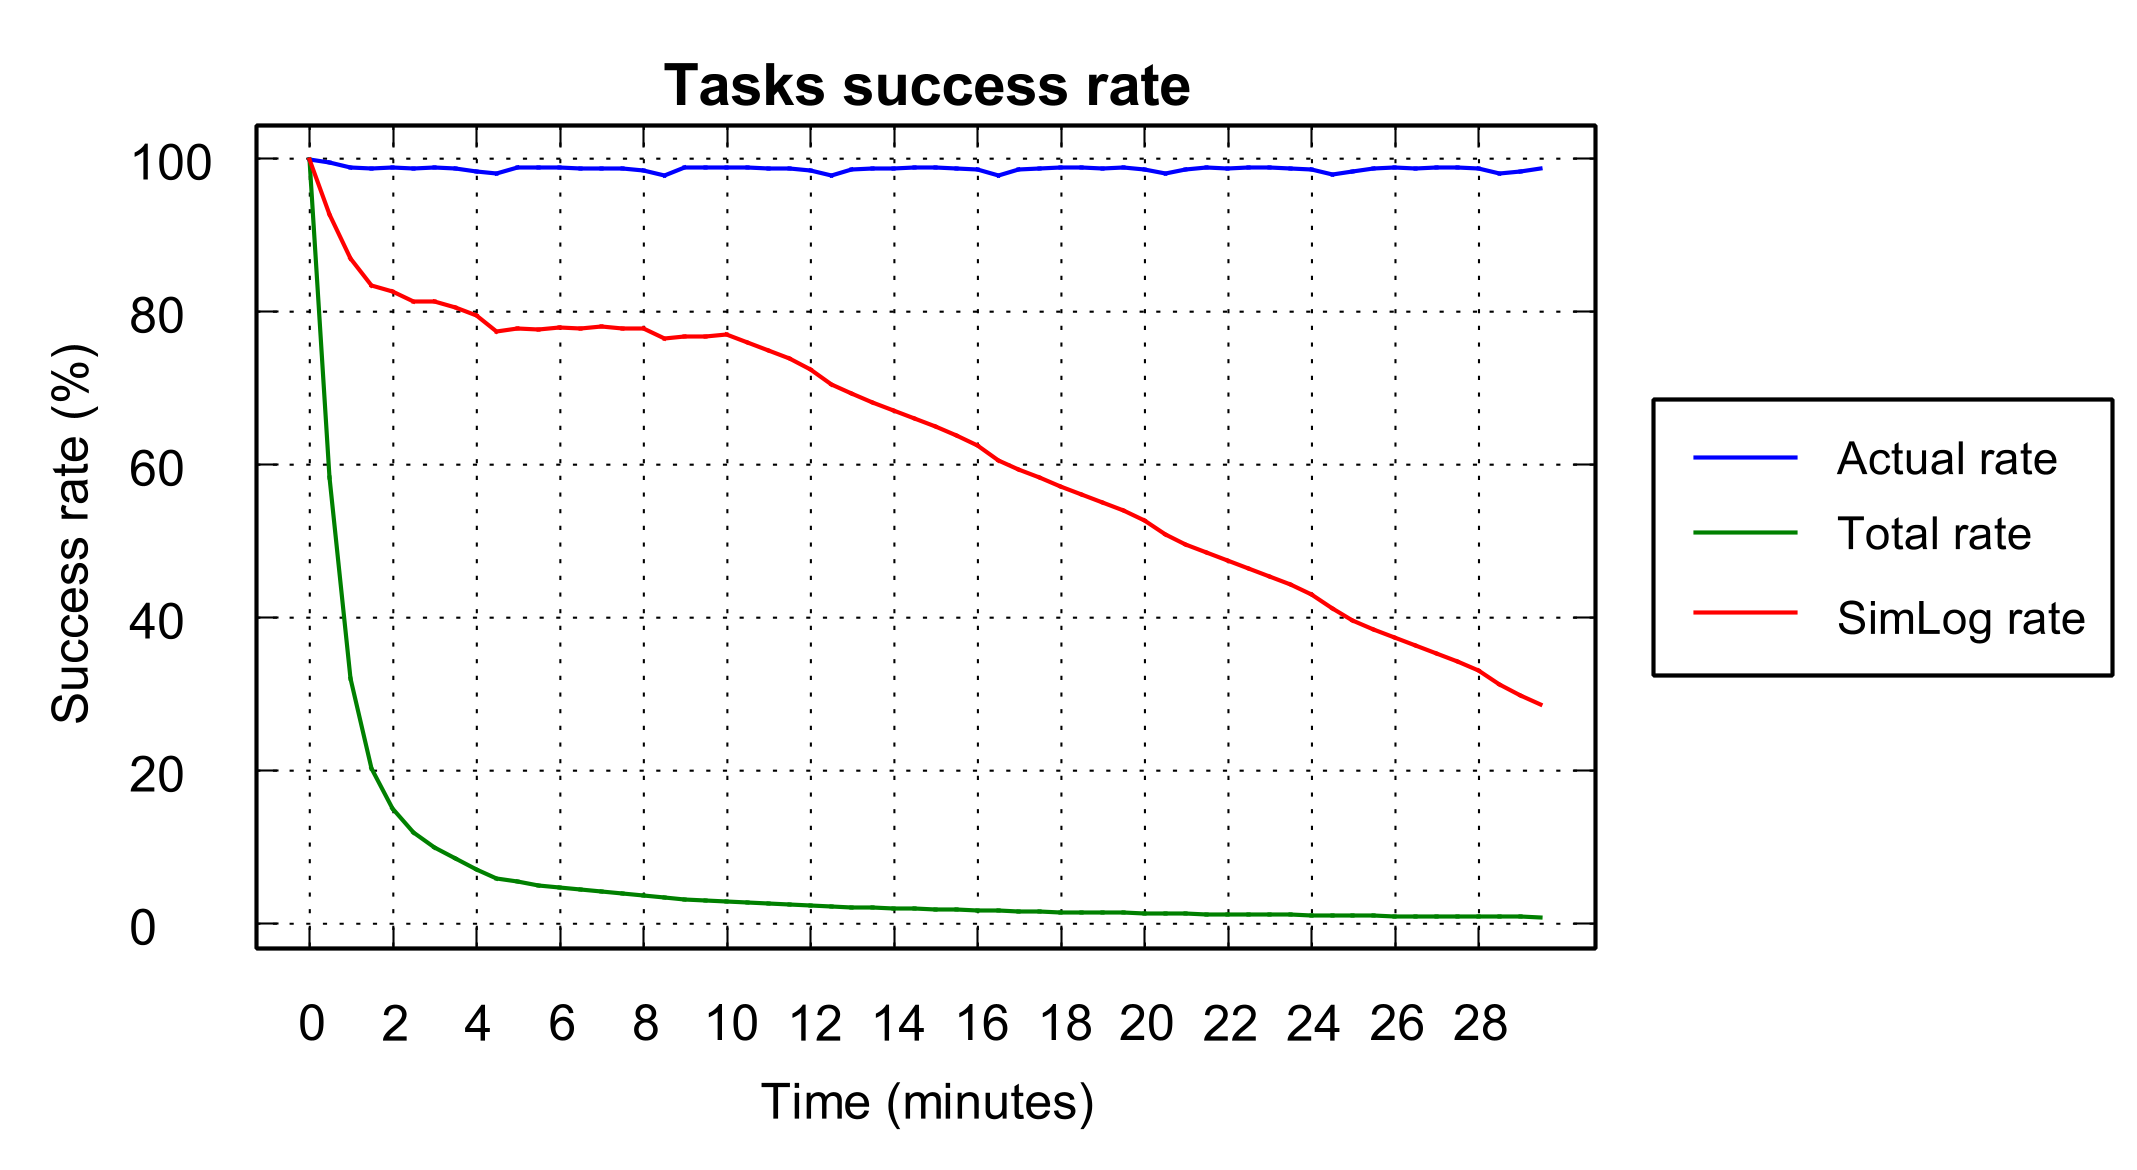 Tasks success rate
Success rate (%)
100
80
60
40
20
0
0 2 4 6 8 10 12 14 16 18 20 22 24 26 28
Time (minutes)
Actual rate
Total rate
SimLog rate